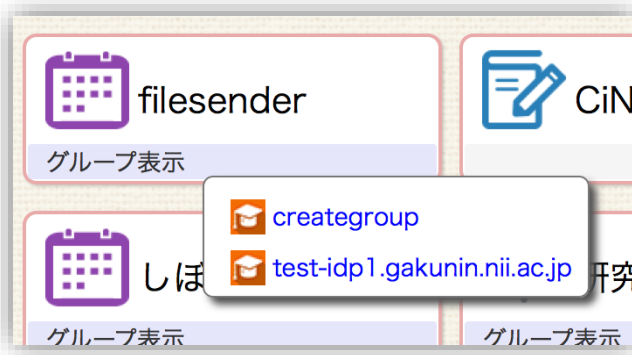 filesender
CiN
グループ表示
creategroup
test-idp1.gakunin.nii.ac.jp
しぼ
研究
グループ表示
グループ表示